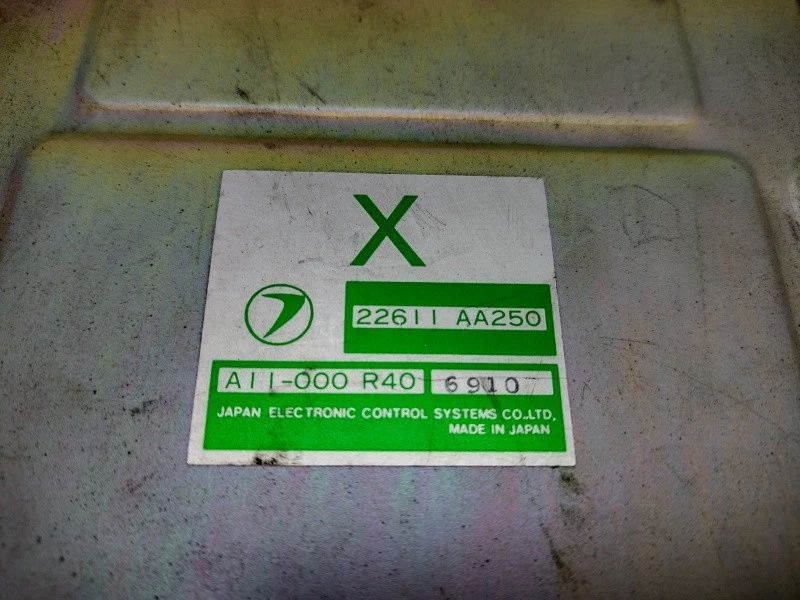 X
22611 AA250
A11-000 R40 6910
JAPAN ELECTRONIC CONTROL SYSTEMS CO.,LTD.
MADE IN JAPAN